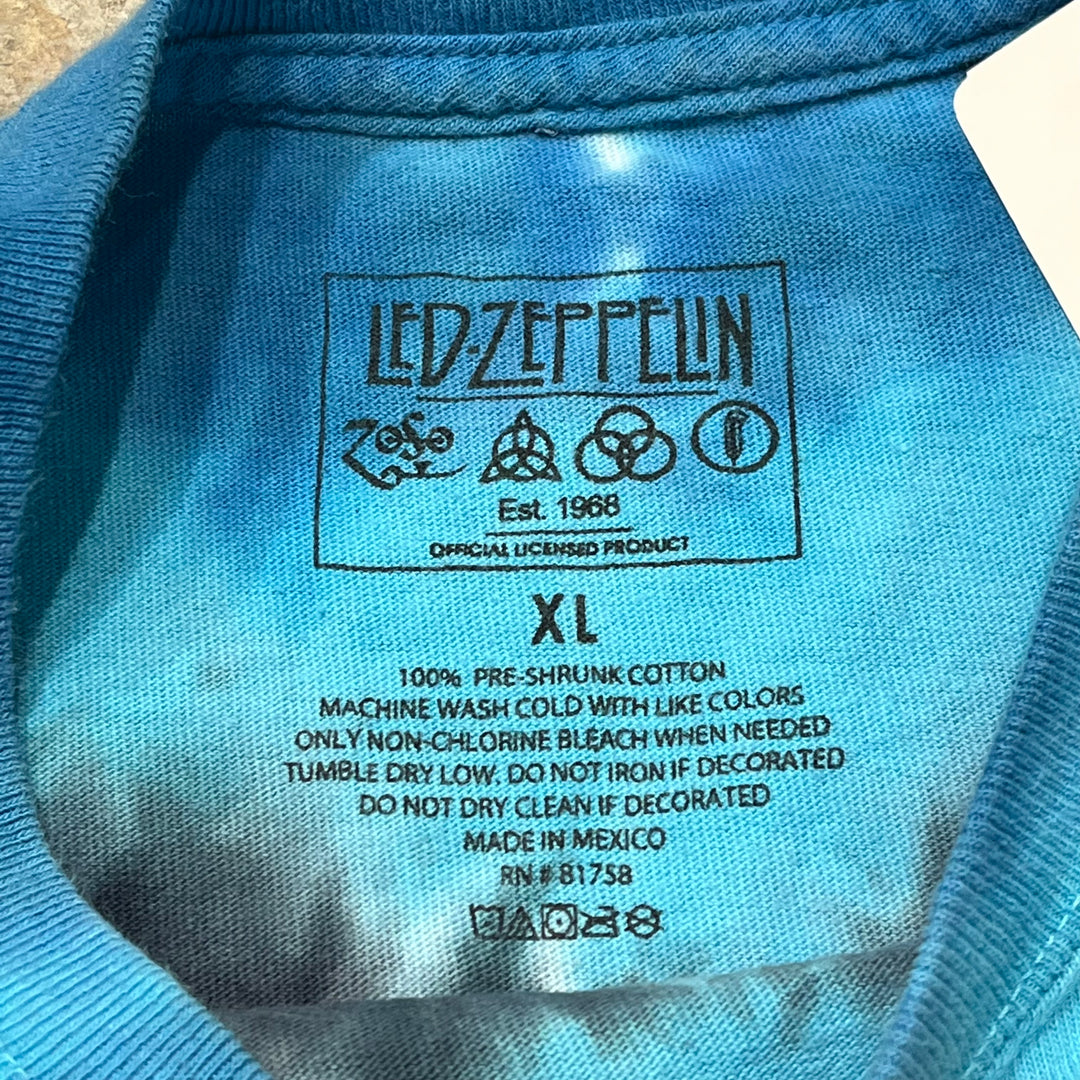 LED-ZEPPELIN
ZOSO
Est. 1968
OFFICIAL LICENSED PRODUCT
XL
100% PRE-SHRUNK COTTON
MACHINE WASH COLD WITH LIKE COLORS
ONLY NON-CHLORINE BLEACH WHEN NEEDED
TUMBLE DRY LOW. DO NOT IRON IF DECORATED
DO NOT DRY CLEAN IF DECORATED
MADE IN MEXICO
RN # 81758